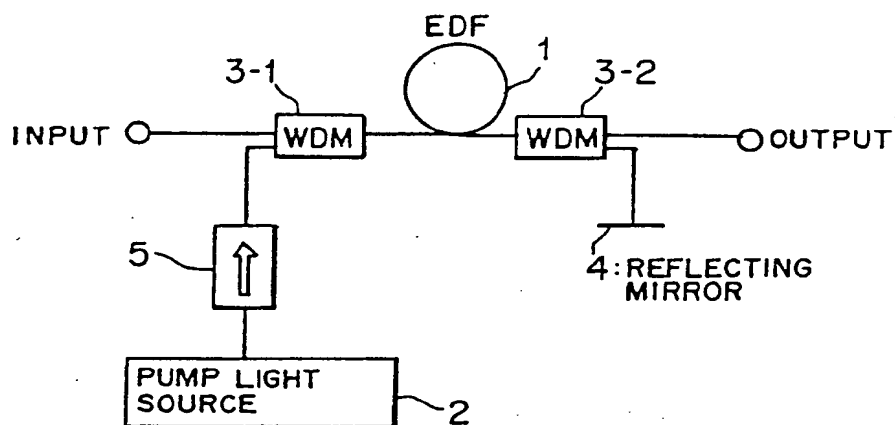 EDF
1
3-1
3-2
INPUT
WDM
WDM
OUTPUT
5
4: REFLECTING
MIRROR
PUMP LIGHT
SOURCE
2